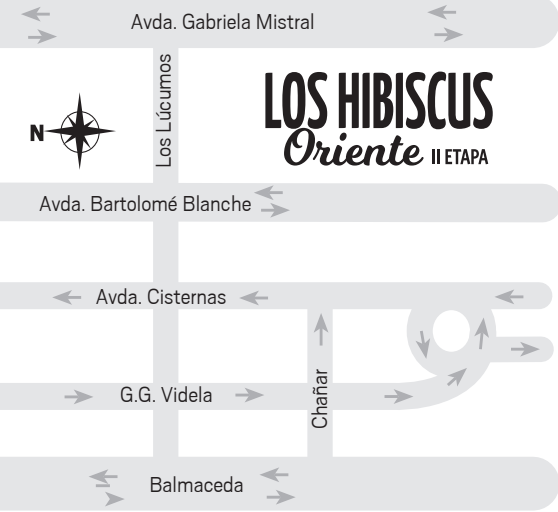 Avda. Gabriela Mistral
Los Lúcumos
LOS HIBISCUS
Oriente II ETAPA
N
Avda. Bartolomé Blanche
Avda. Cisternas
G.G. Videla
Chañar
Balmaceda